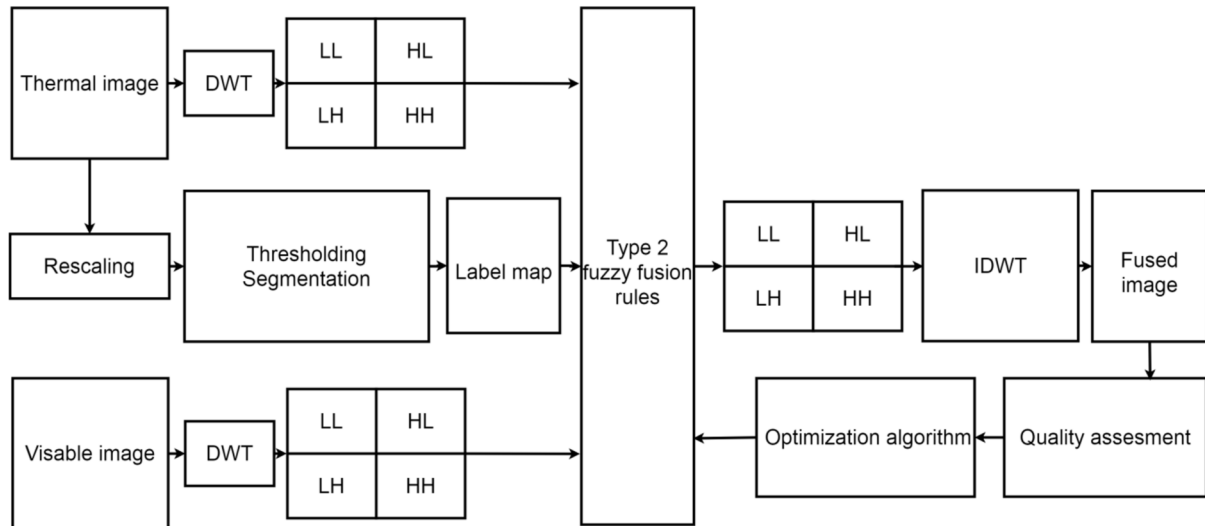 Thermal image
DWT
LL
HL
LH
HH
Rescaling
Thresholding
Segmentation
Label map
Visable image
DWT
LL
HL
LH
HH
Type 2
fuzzy fusion
rules
LL
HL
LH
HH
IDWT
Fused
image
Optimization algorithm
Quality assesment